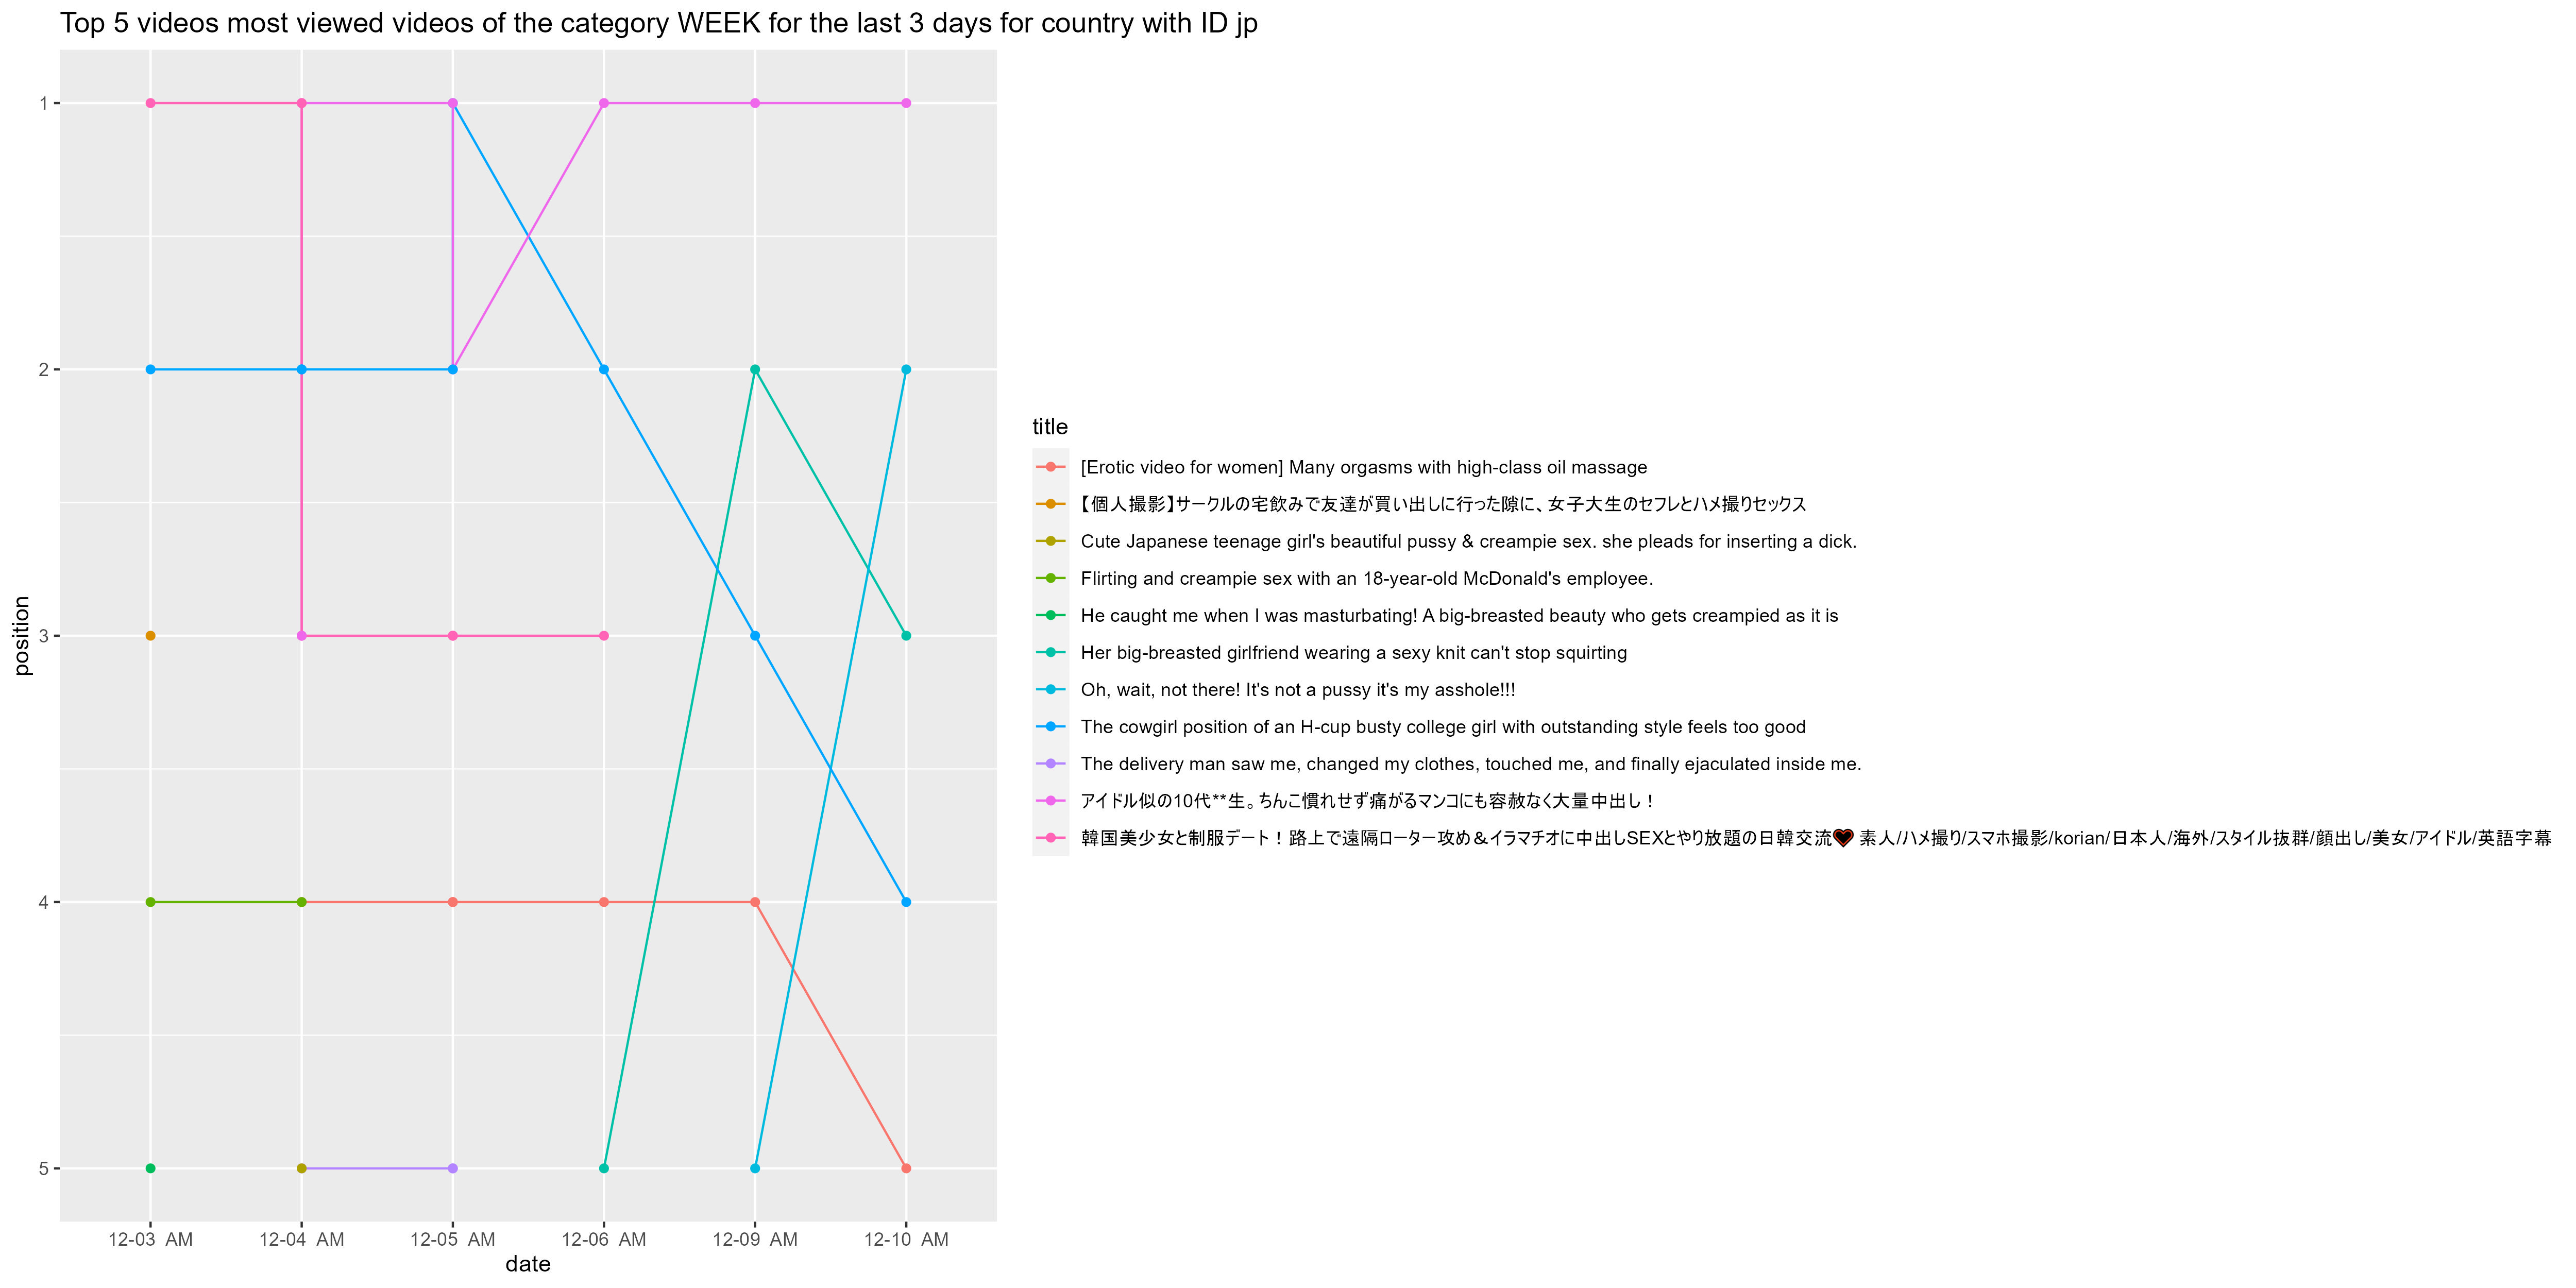 Top 5 videos most viewed videos of the category WEEK for the last 3 days for country with ID jp
position
1
2
3
4
5
12-03 AM
12-04 AM
12-05 AM
12-06 AM
12-09 AM
12-10 AM
date
title
[Erotic video for women] Many orgasms with high-class oil massage
【個人撮影】サークルの宅飲みで友達が買い出しに行った隙に、女子大生のセフレとハメ撮りセックス
Cute Japanese teenage girl's beautiful pussy & creampie sex. she pleads for inserting a dick.
Flirting and creampie sex with an 18-year-old McDonald's employee.
He caught me when I was masturbating! A big-breasted beauty who gets creampied as it is
Her big-breasted girlfriend wearing a sexy knit can't stop squirting
Oh, wait, not there! It's not a pussy it's my asshole!!!
The cowgirl position of an H-cup busty college girl with outstanding style feels too good
The delivery man saw me, changed my clothes, touched me, and finally ejaculated inside me.
アイドル似の10代**生。ちんこ慣れせず痛がるマンコにも容赦なく大量中出し！
韓国美少女と制服デート！路上で遠隔ローター攻め＆イラマチオに中出しSEXとやり放題の日韓交流♥ 素人/ハメ撮り/スマホ撮影/korian/日本人/海外/スタイル抜群/顔出し/美女/アイドル/英語字幕